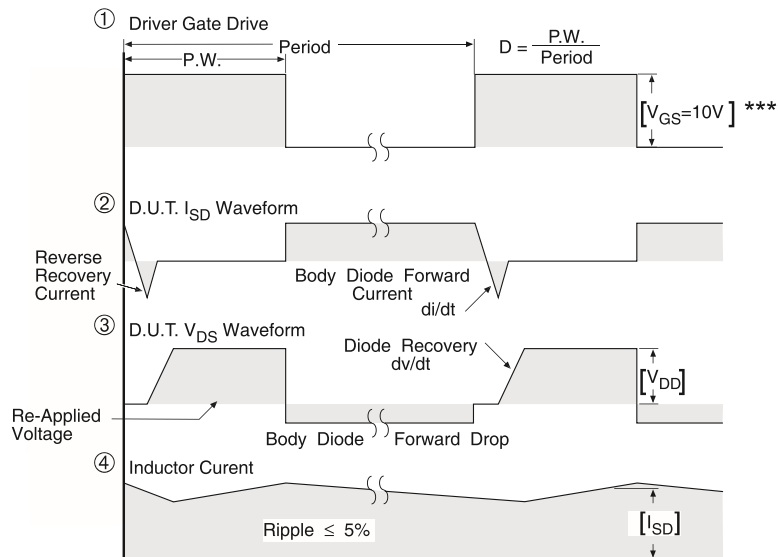 ① Driver Gate Drive
Period
P.W.
D = P.W. / Period
[VGS=10V] ***
② D.U.T. ISD Waveform
Reverse
Recovery
Current
Body Diode Forward
Current
di/dt
③ D.U.T. VDS Waveform
Diode Recovery
dv/dt
[VDD]
Re-Applied
Voltage
Body Diode Forward Drop
④ Inductor Curent
Ripple ≤ 5%
[ISD]